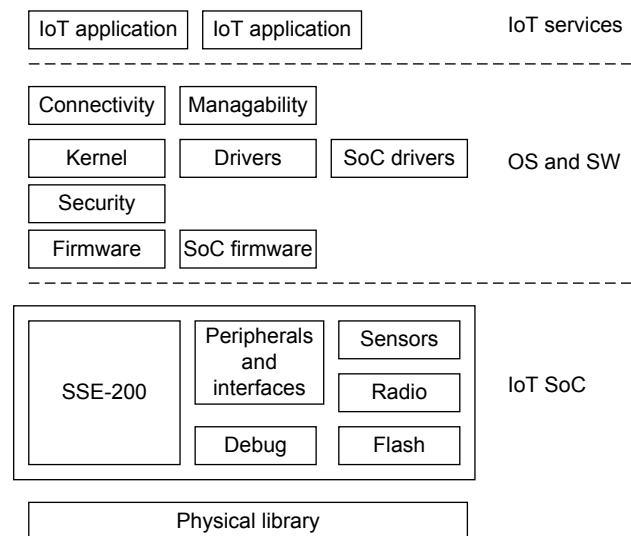 IoT application IoT application IoT services
Connectivity Managability
Kernel Drivers SoC drivers OS and SW
Security
Firmware SoC firmware
Peripherals
and
interfaces
Sensors
SSE-200 Radio IoT SoC
Debug Flash
Physical library